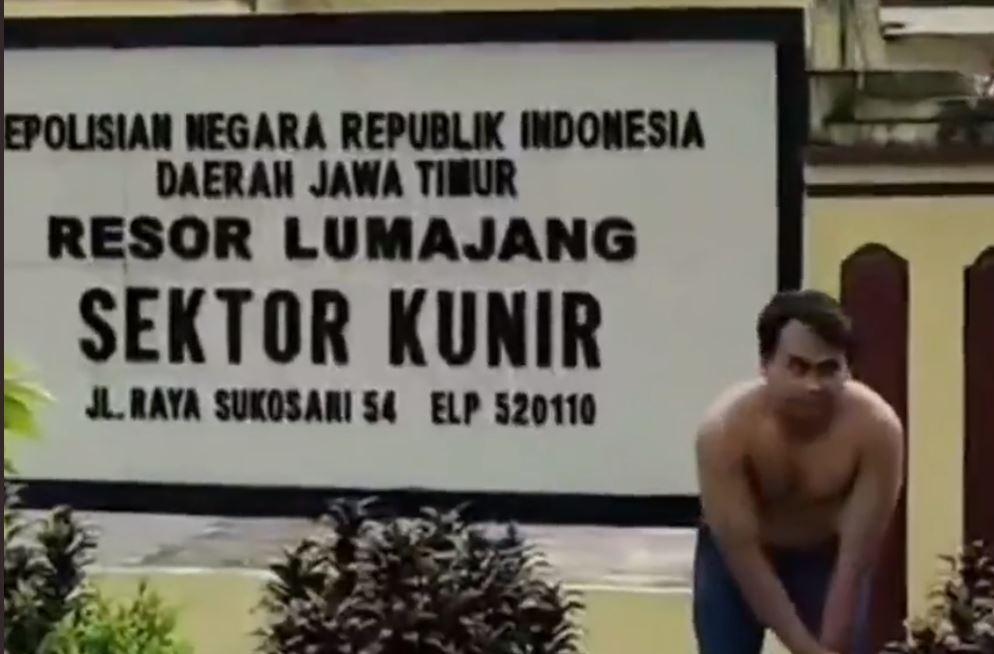 EPOLISIAN NEGARA REPUBLIK INDONESIA
DAERAH JAWA TIMUR
RESOR LUMAJANG
SEKTOR KUNIR
JL. RAYA SUKOSARI 54 ELP 520110